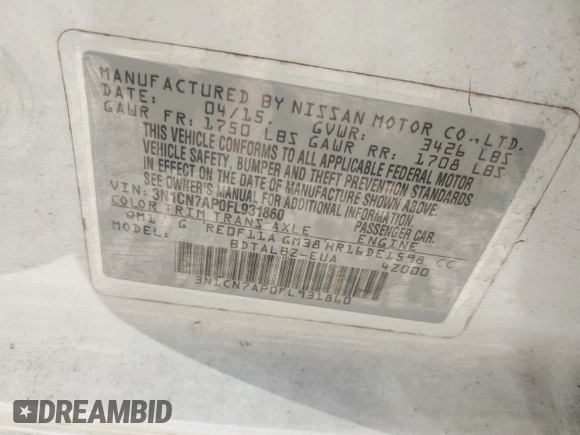 MANUFACTURED BY NISSAN MOTOR CO., LTD.
DATE: 04/15. GVWR: 3426 LBS
GAWR FR: 1750 LBS GAWR RR: 1708 LBS
THIS VEHICLE CONFORMS TO ALL APPLICABLE FEDERAL MOTOR
VEHICLE SAFETY, BUMPER AND THEFT PREVENTION STANDARDS
IN EFFECT ON THE DATE OF MANUFACTURE SHOWN ABOVE.
SEE OWNER'S MANUAL FOR ADDITIONAL INFORMATION.
VIN: 3N1CN7AP0FL931860 PASSENGER CAR.
COLOR TRIM TRANS AXLE ENGINE
QM1 G RE0F11A GM38 HR16DE1598 CC
MODEL: BDTALBZ-EUA 4Z000
3N1CN7AP0FL931860
DREAMBID